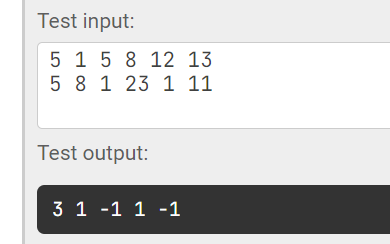 Test input:
5 1 5 8 12 13
5 8 1 23 1 11
Test output:
3 1 -1 1 -1